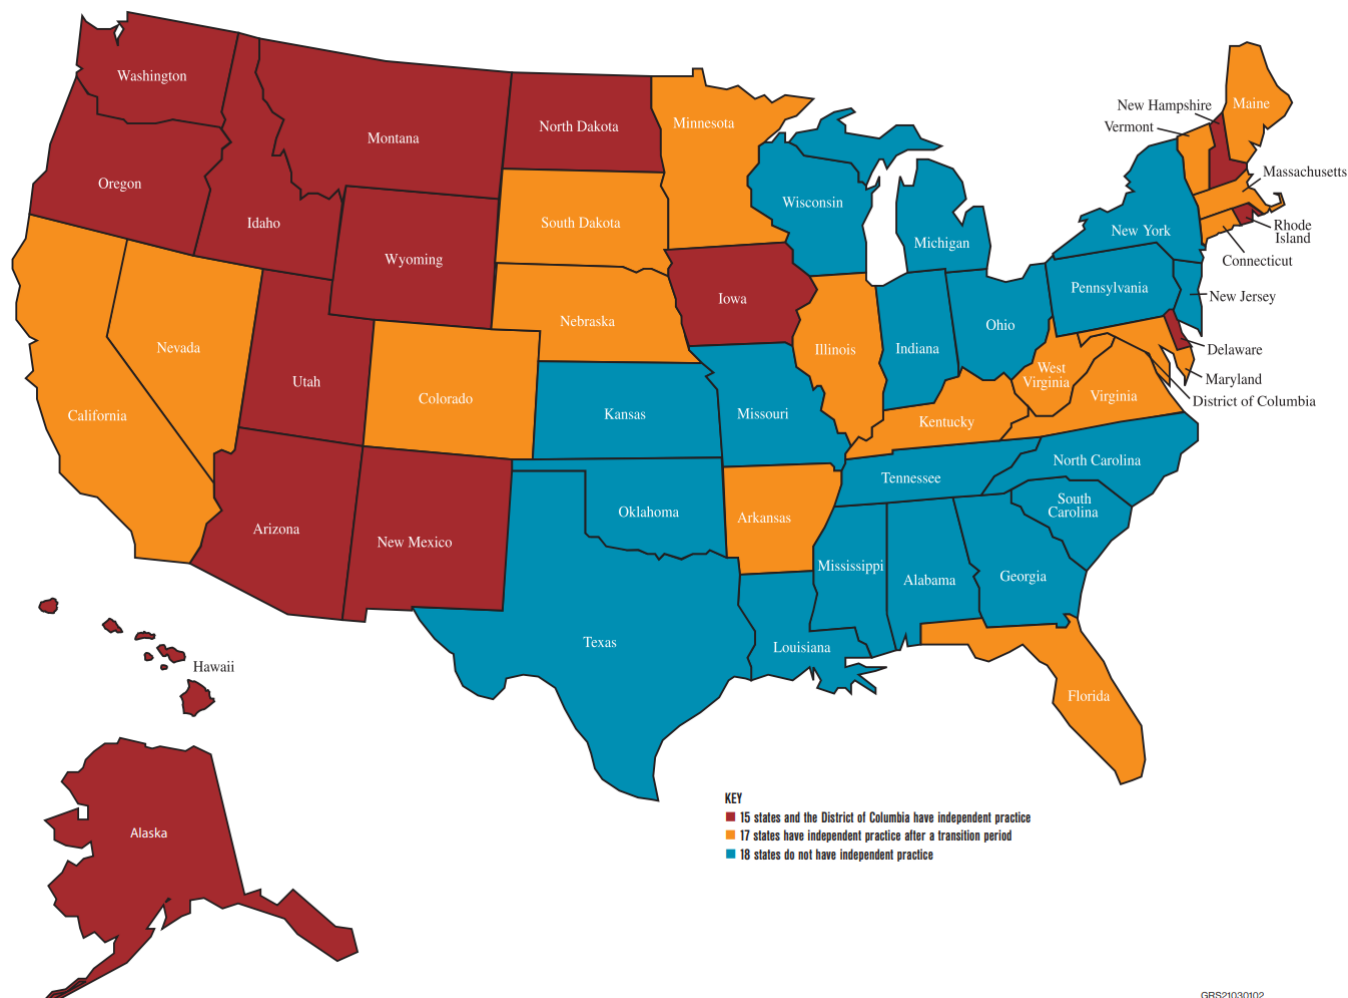 Washington
Montana
North Dakota
Minnesota
Maine
New Hampshire
Vermont
Oregon
Idaho
Massachusetts
Wisconsin
South Dakota
Rhode
Island
New York
Michigan
Wyoming
Connecticut
Pennsylvania
New Jersey
Iowa
Nebraska
Ohio
Nevada
Illinois
Indiana
Delaware
West
Virginia
Maryland
Utah
Colorado
Virginia
District of Columbia
California
Kansas
Missouri
Kentucky
North Carolina
Tennessee
South
Carolina
Oklahoma
Arkansas
Arizona
New Mexico
Mississippi
Alabama
Georgia
Texas
Louisiana
Hawaii
Florida
Alaska
KEY
15 states and the District of Columbia have independent practice
17 states have independent practice after a transition period
18 states do not have independent practice
GRS21030102